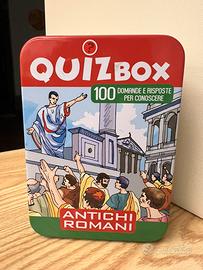 QUIZBOX
100 DOMANDE E RISPOSTE
PER CONOSCERE
ANTICHI
ROMANI